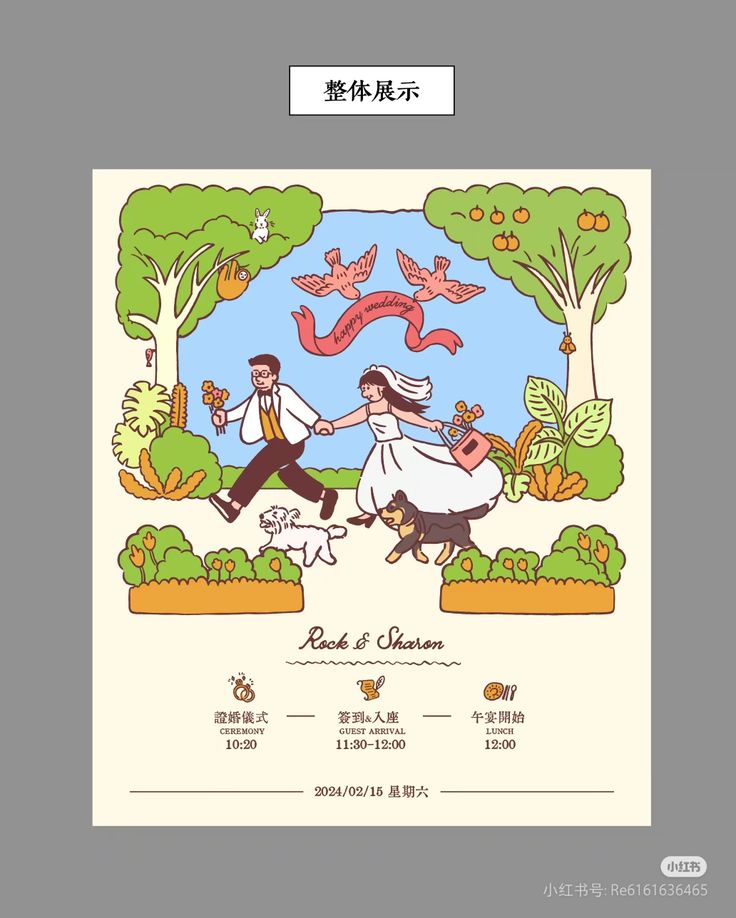 整体展示
happy wedding
Rock & Sharon
證婚儀式
CEREMONY
10:20
簽到&入座
GUEST ARRIVAL
11:30-12:00
午宴開始
LUNCH
12:00
2024/02/15 星期六
小红书
小红书号: Re6161636465